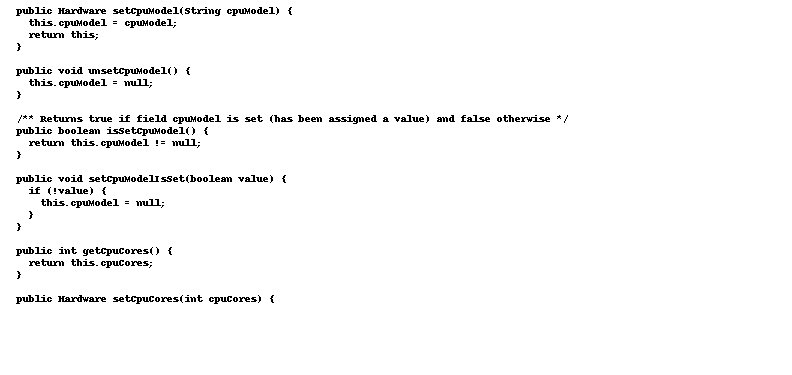 public Hardware setCpuModel(String cpuModel) {
this.cpuModel = cpuModel;
return this;
}
public void unsetCpuModel() {
this.cpuModel = null;
}
/** Returns true if field cpuModel is set (has been assigned a value) and false otherwise */
public boolean isSetCpuModel() {
return this.cpuModel != null;
}
public void setCpuModelIsSet(boolean value) {
if (!value) {
this.cpuModel = null;
}
}
public int getCpuCores() {
return this.cpuCores;
}
public Hardware setCpuCores(int cpuCores) {